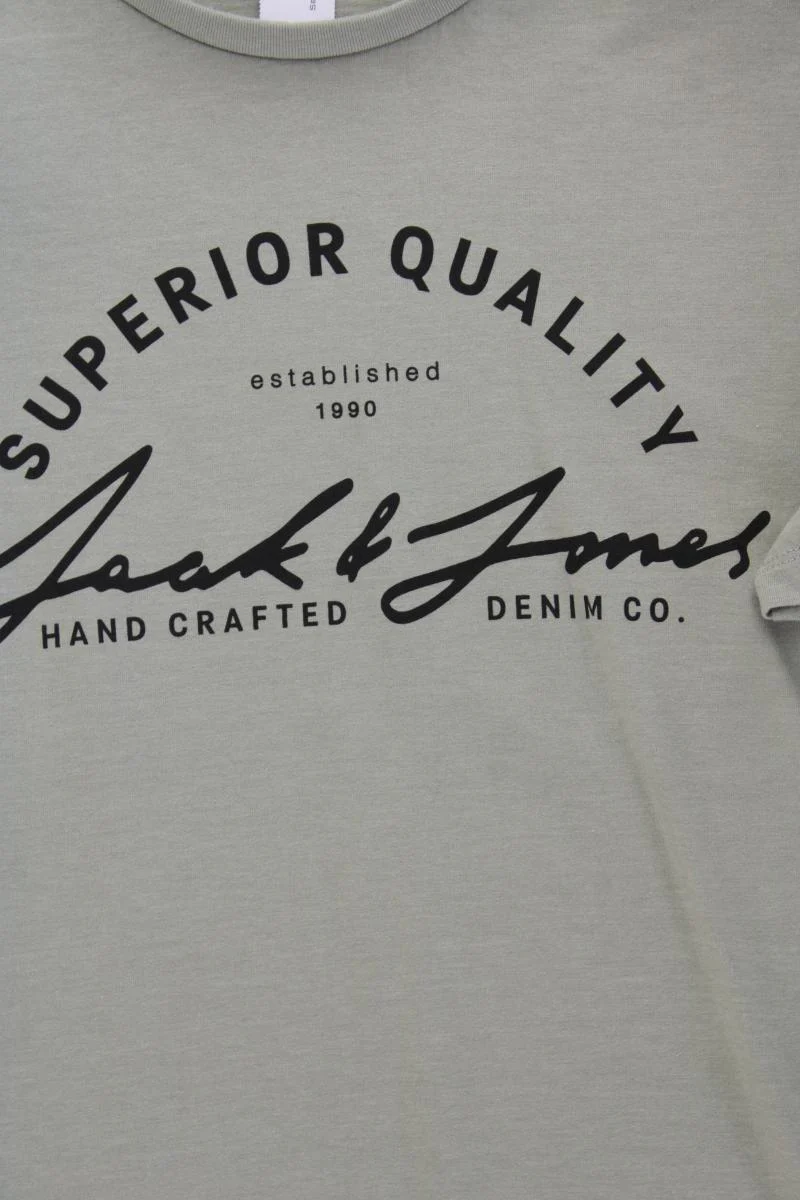 SUPERIOR QUALITY
established
1990
Jack & Jones
HAND CRAFTED DENIM CO.